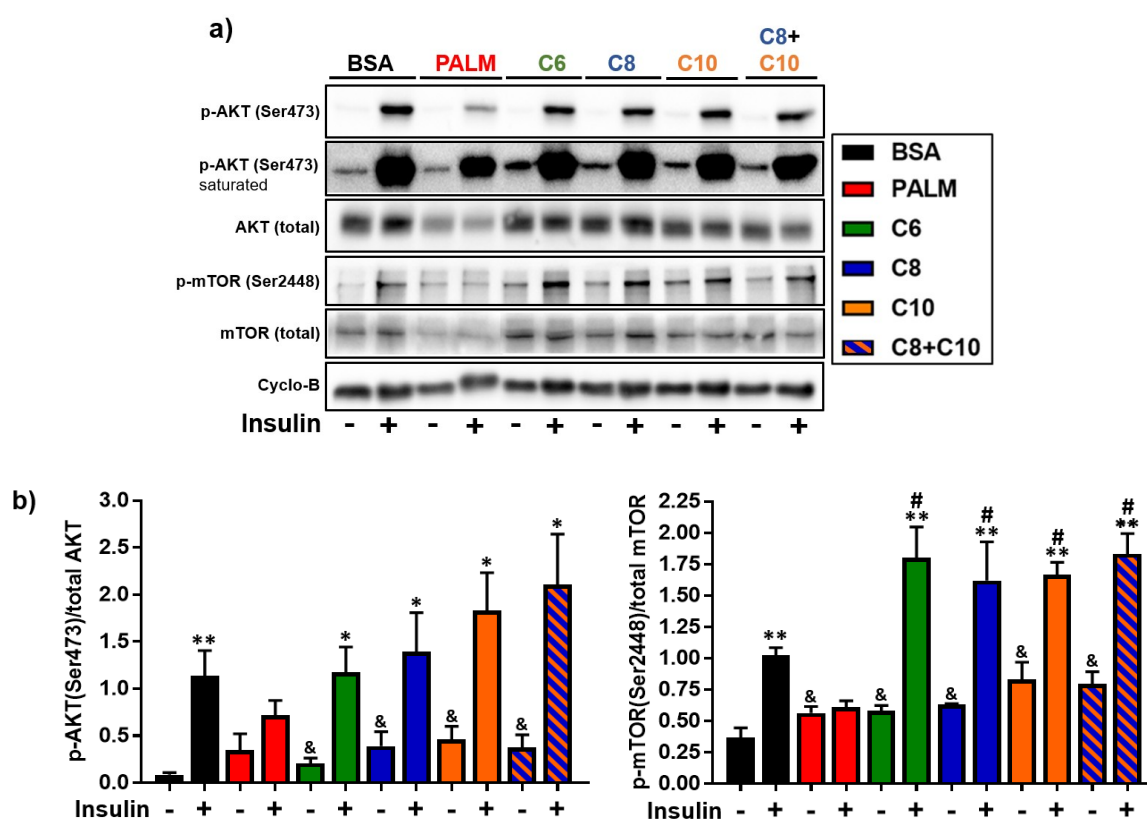 a)
C8+
BSA PALM C6 C8 C10 C10
p-AKT (Ser473)
p-AKT (Ser473)
saturated
AKT (total)
p-mTOR (Ser2448)
mTOR (total)
Cyclo-B
Insulin - + - + - + - + - + - +
BSA
PALM
C6
C8
C10
C8+C10
b)
p-AKT(Ser473)/total AKT
3.0
2.5
2.0
1.5
1.0
0.5
0.0
** & * & * & * & *
Insulin - + - + - + - + - + - +
p-mTOR(Ser2448)/total mTOR
2.25
2.00
1.75
1.50
1.25
1.00
0.75
0.50
0.25
0.00
# # # #
** & & ** & ** & ** & **
Insulin - + - + - + - + - + - +